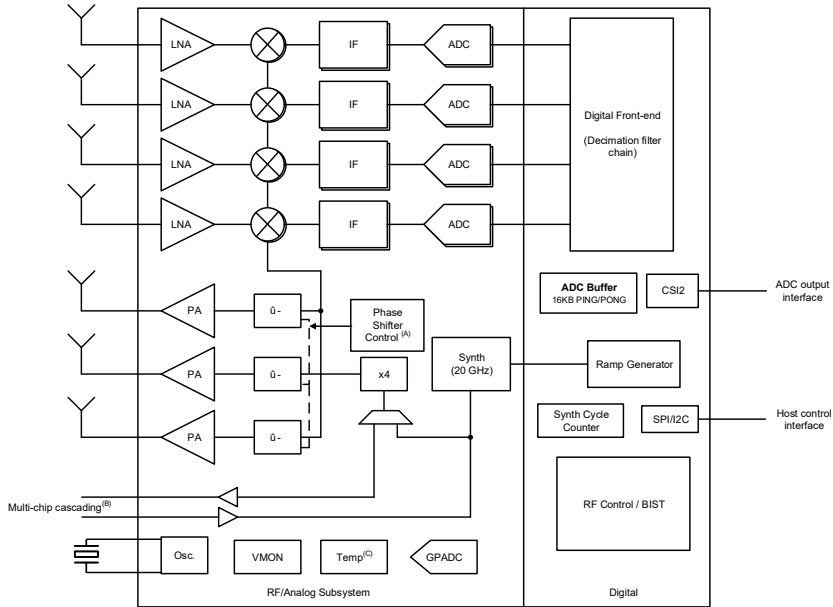 LNA
IF
ADC
LNA
IF
ADC
LNA
IF
ADC
LNA
IF
ADC
Digital Front-end
(Decimation filter
chain)
PA
û-
Phase
Shifter
Control (A)
ADC Buffer
16KB PING/PONG
CSI2
ADC output
interface
PA
û-
x4
Synth
(20 GHz)
Ramp Generator
PA
û-
Synth Cycle
Counter
SPI/I2C
Host control
interface
Multi-chip cascading(B)
RF Control / BIST
Osc.
VMON
Temp(C)
GPADC
RF/Analog Subsystem
Digital